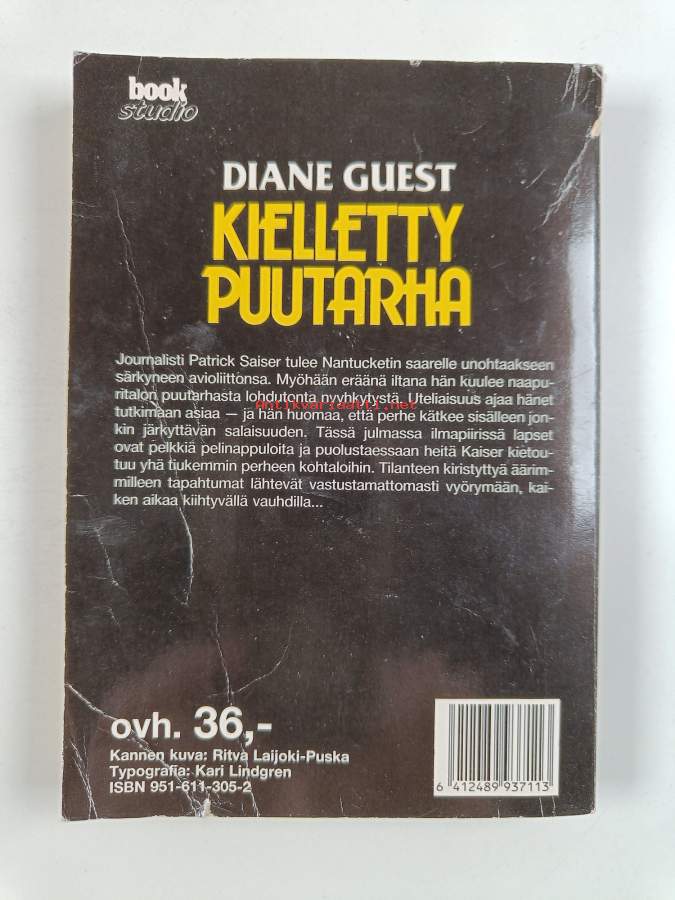 book
studio
DIANE GUEST
KIELLETTY
PUUTARHA
Journalisti Patrick Saiser tulee Nantucketin saarelle unohtaakseen
särkyneen avioliittonsa. Myöhään eräänä iltana hän kuulee naapu-
ritalon puutarhasta lohdutonta nyyhkytystä. Uteliaisuus ajaa hänet
Antikvariaatti.net
tutkimaan asiaa — ja hän huomaa, että perhe kätkee sisälleen jon-
kin järkyttävän salaisuuden. Tässä julmassa ilmapiirissä lapset
ovat pelkkiä pelinappuloita ja puolustaessaan heitä Kaiser kietou-
tuu yhä tiukemmin perheen kohtaloihin. Tilanteen kiristyttyä äärim-
milleen tapahtumat lähtevät vastustamattomasti vyörymään, kai-
ken aikaa kiihtyvällä vauhdilla...
ovh. 36,-
Kannen kuva: Ritva Laijoki-Puska
Typografia: Kari Lindgren
ISBN 951-611-305-2
6 412489 937113